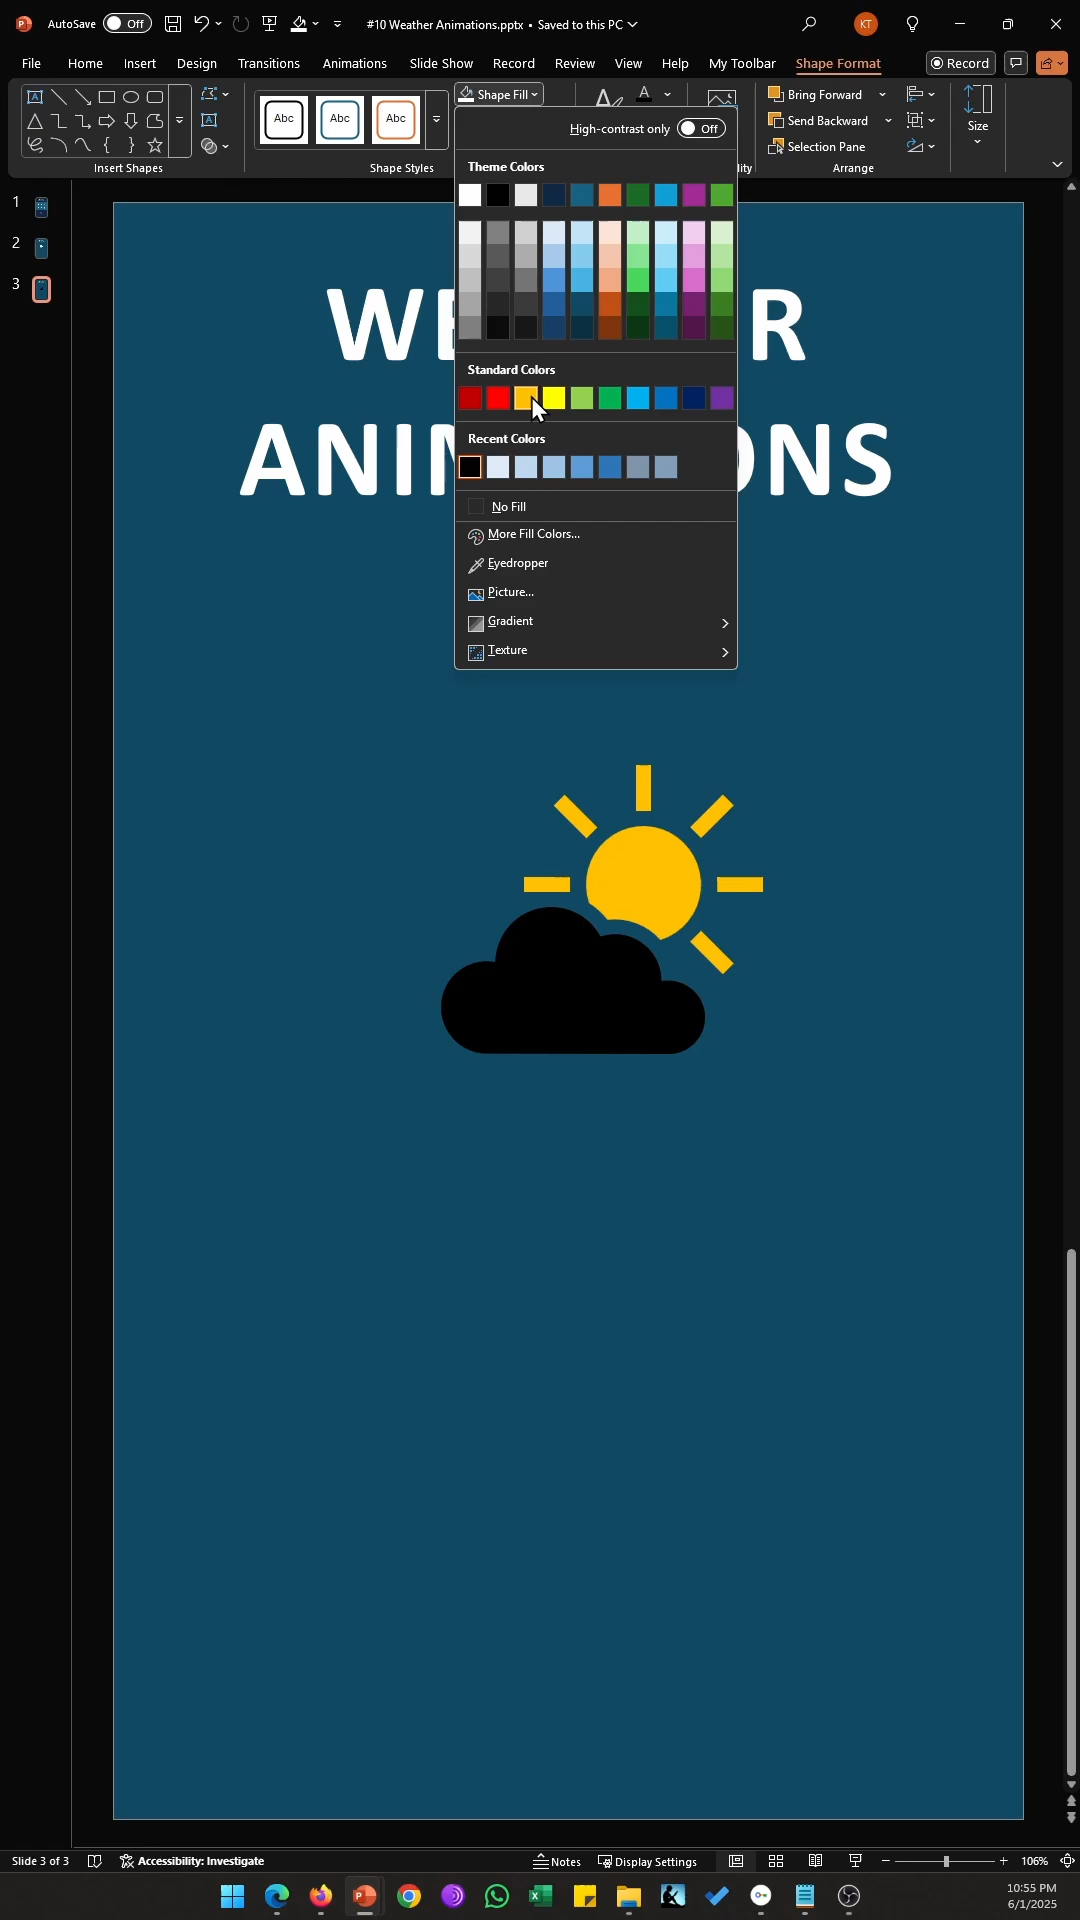 AutoSave Off #10 Weather Animations.pptx • Saved to this PC KT
File Home Insert Design Transitions Animations Slide Show Record Review View Help My Toolbar Shape Format Record
Abc Abc Abc
Shape Fill
A
Bring Forward
Send Backward
Selection Pane
Size
Insert Shapes Shape Styles Arrange
High-contrast only Off
Theme Colors
Standard Colors
Recent Colors
No Fill
More Fill Colors...
Eyedropper
Picture...
Gradient
Texture
1
2
3
Slide 3 of 3 Accessibility: Investigate Notes Display Settings 106%
10:55 PM
6/1/2025